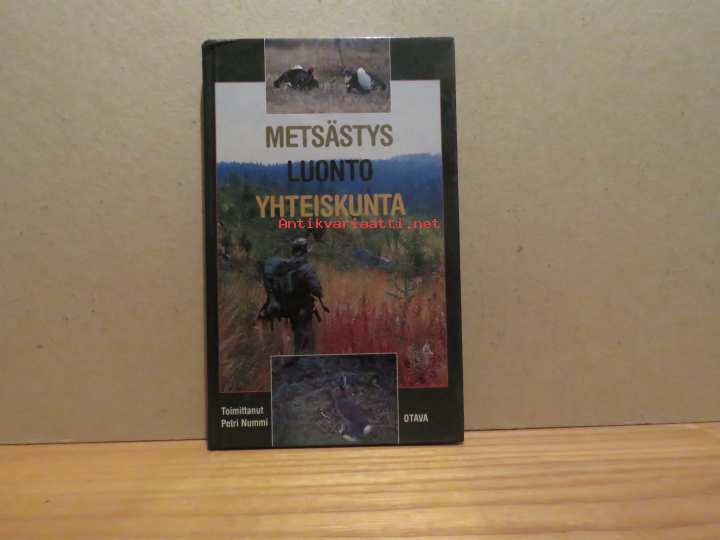 METSÄSTYS
LUONTO
YHTEISKUNTA
Antikvariaatti.net
Toimittanut
Petri Nummi
OTAVA